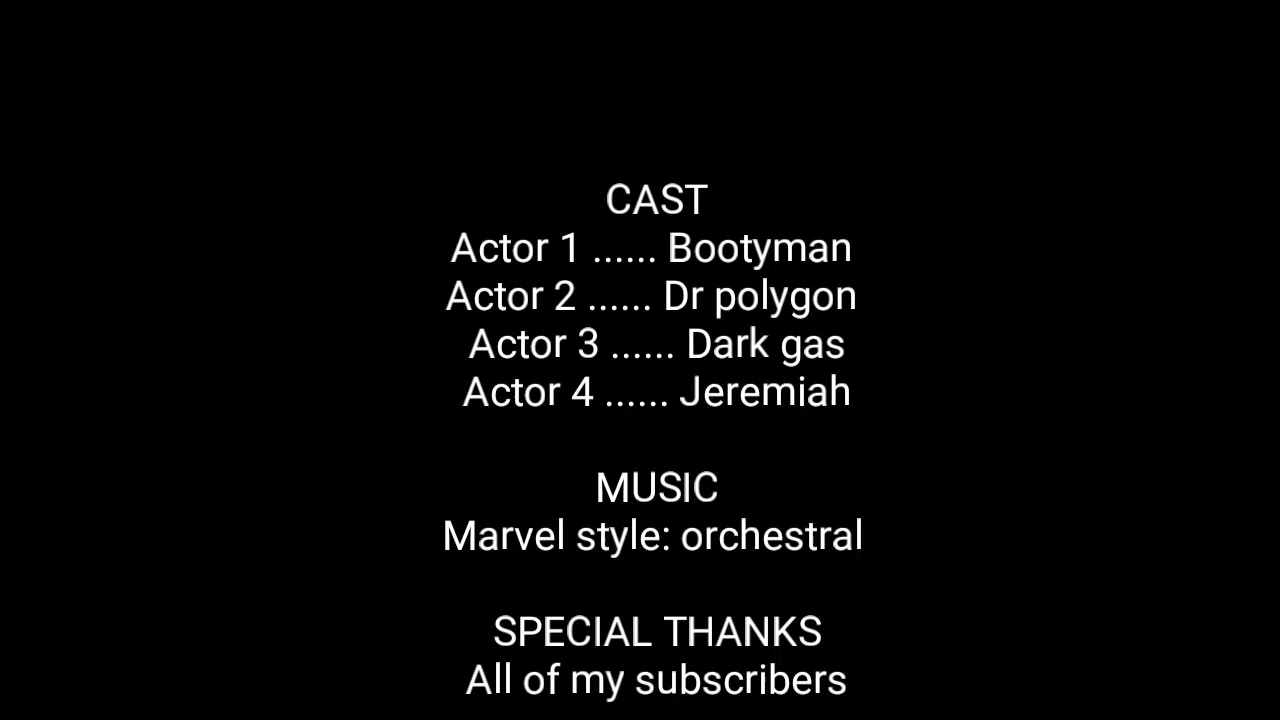 CAST
Actor 1 ...... Bootyman
Actor 2 ...... Dr polygon
Actor 3 ...... Dark gas
Actor 4 ...... Jeremiah
MUSIC
Marvel style: orchestral
SPECIAL THANKS
All of my subscribers